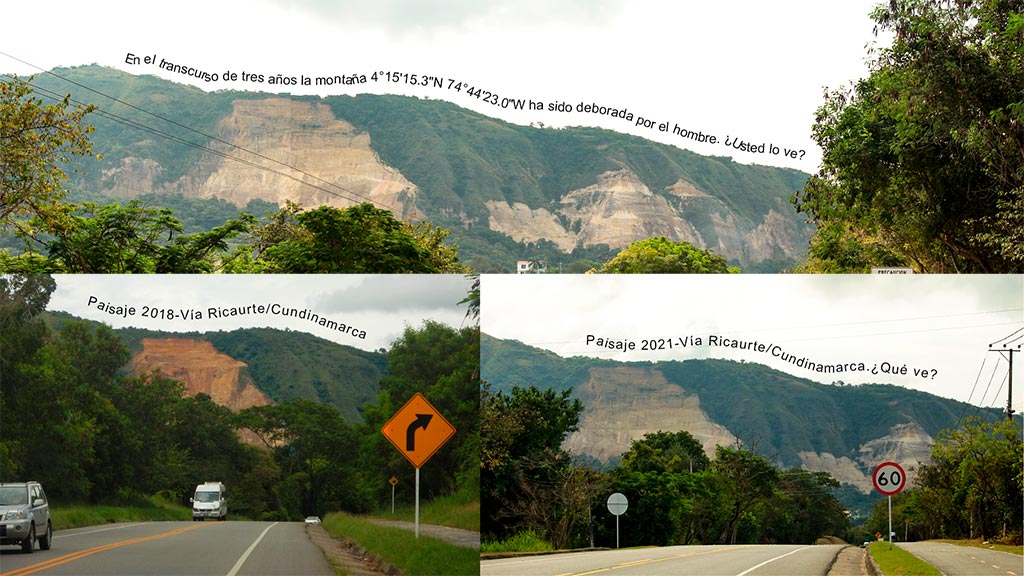 En el transcurso de tres años la montaña 4°15'15.3"N 74°44'23.0"W ha sido deborada por el hombre. ¿Usted lo ve?
PRECAUCION
Paisaje 2018-Vía Ricaurte/Cundinamarca
Paisaje 2021-Vía Ricaurte/Cundinamarca.¿Qué ve?
60